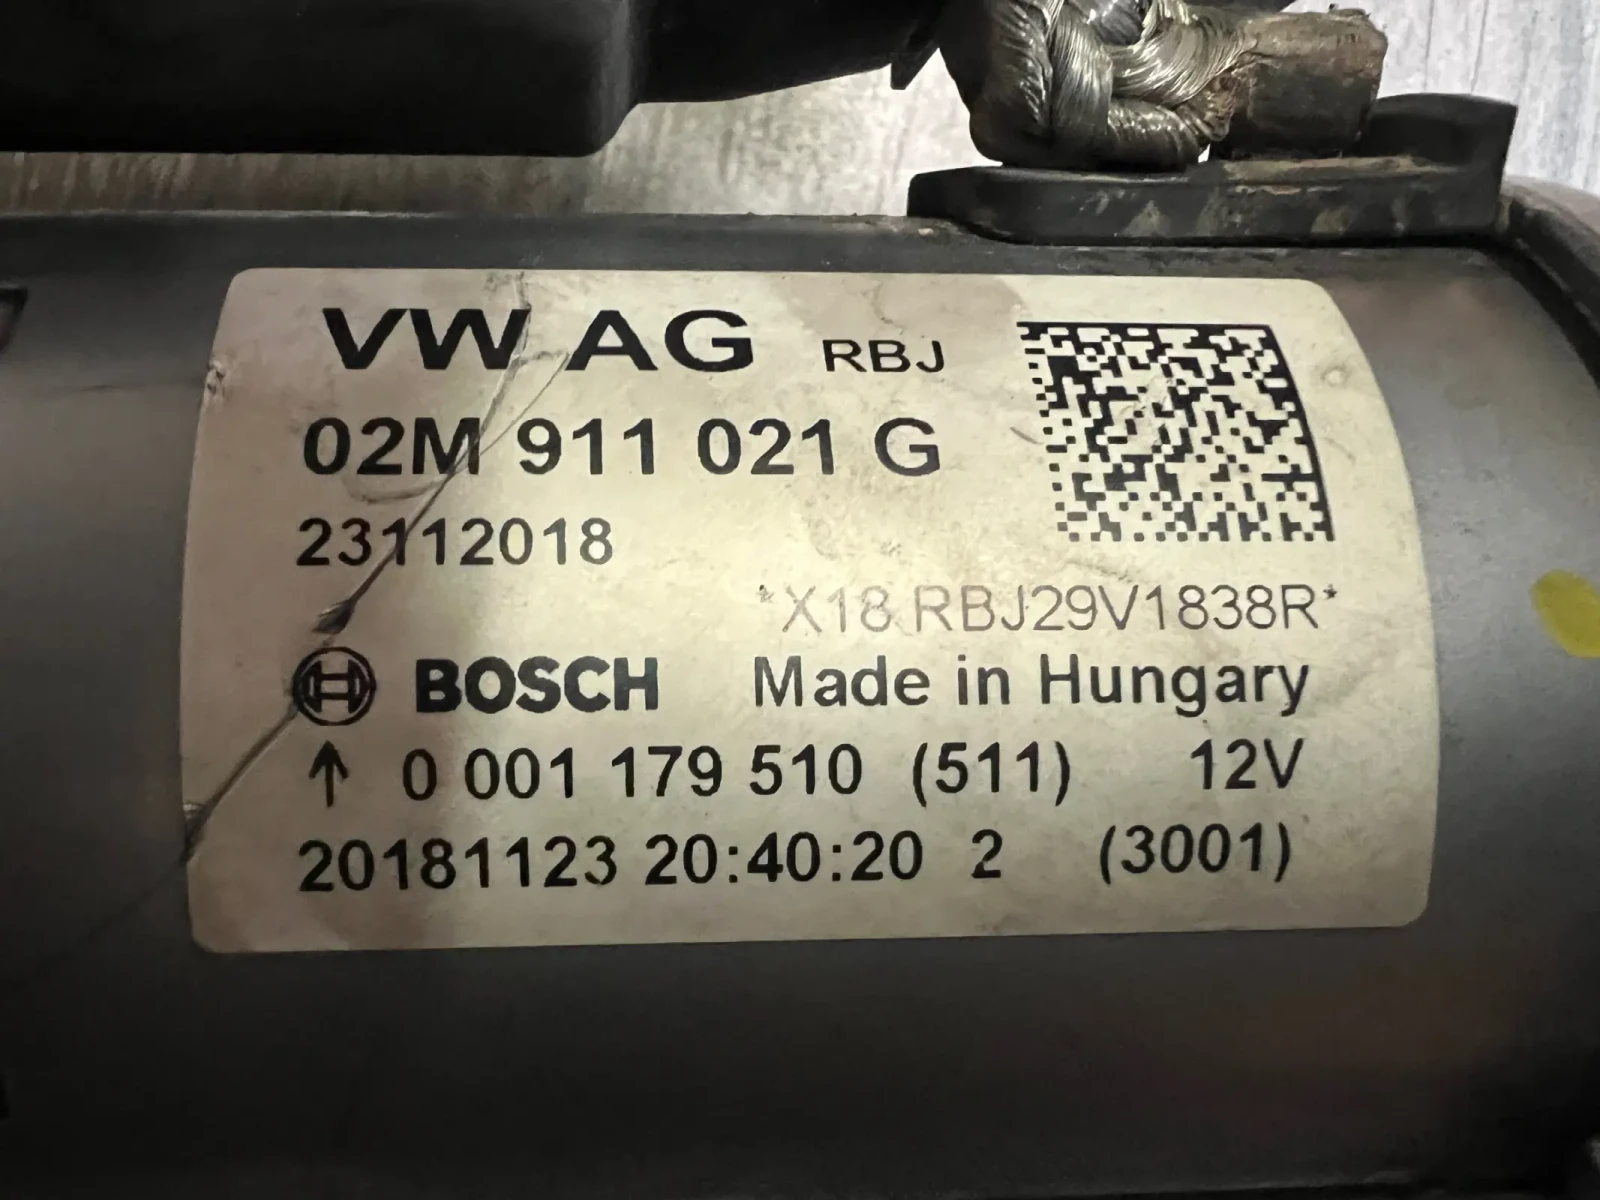 VW AG RBJ
02M 911 021 G
23112018
*X18 RBJ29V1838R*
BOSCH Made in Hungary
↑ 0 001 179 510 (511) 12V
20181123 20:40:20 2 (3001)